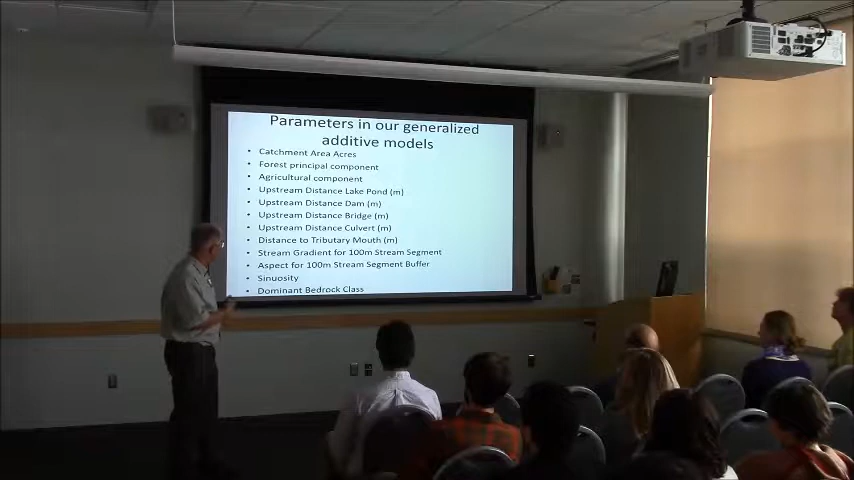 Parameters in our generalized
additive models
• Catchment Area Acres
• Forest principal component
• Agricultural component
• Upstream Distance Lake Pond (m)
• Upstream Distance Dam (m)
• Upstream Distance Bridge (m)
• Upstream Distance Culvert (m)
• Distance to Tributary Mouth (m)
• Stream Gradient for 100m Stream Segment
• Aspect for 100m Stream Segment Buffer
• Sinuosity
• Dominant Bedrock Class